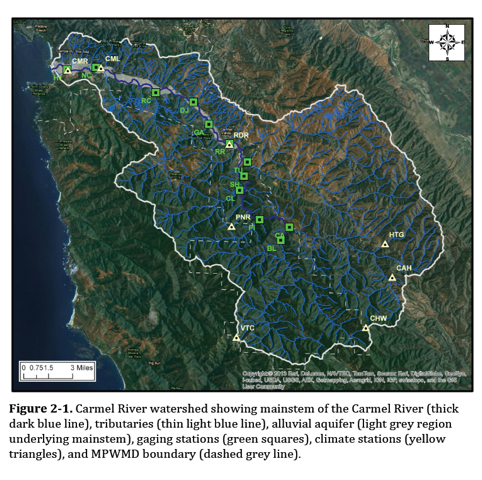 N
W E
S
CMR
CML
RC
DJ
GA
RDR
RR
TL
SH
CL
PNR
BL
HTG
CAH
CHW
VTC
0 0.751.5 3 Miles
Copyright:© 2013 Esri, DeLorme, NAVTEQ, TomTom, Source: Esri, DigitalGlobe, GeoEye,
i-cubed, USDA, USGS, AEX, Getmapping, Aerogrid, IGN, IGP, swisstopo, and the GIS
User Community
Figure 2-1. Carmel River watershed showing mainstem of the Carmel River (thick
dark blue line), tributaries (thin light blue line), alluvial aquifer (light grey region
underlying mainstem), gaging stations (green squares), climate stations (yellow
triangles), and MPWMD boundary (dashed grey line).